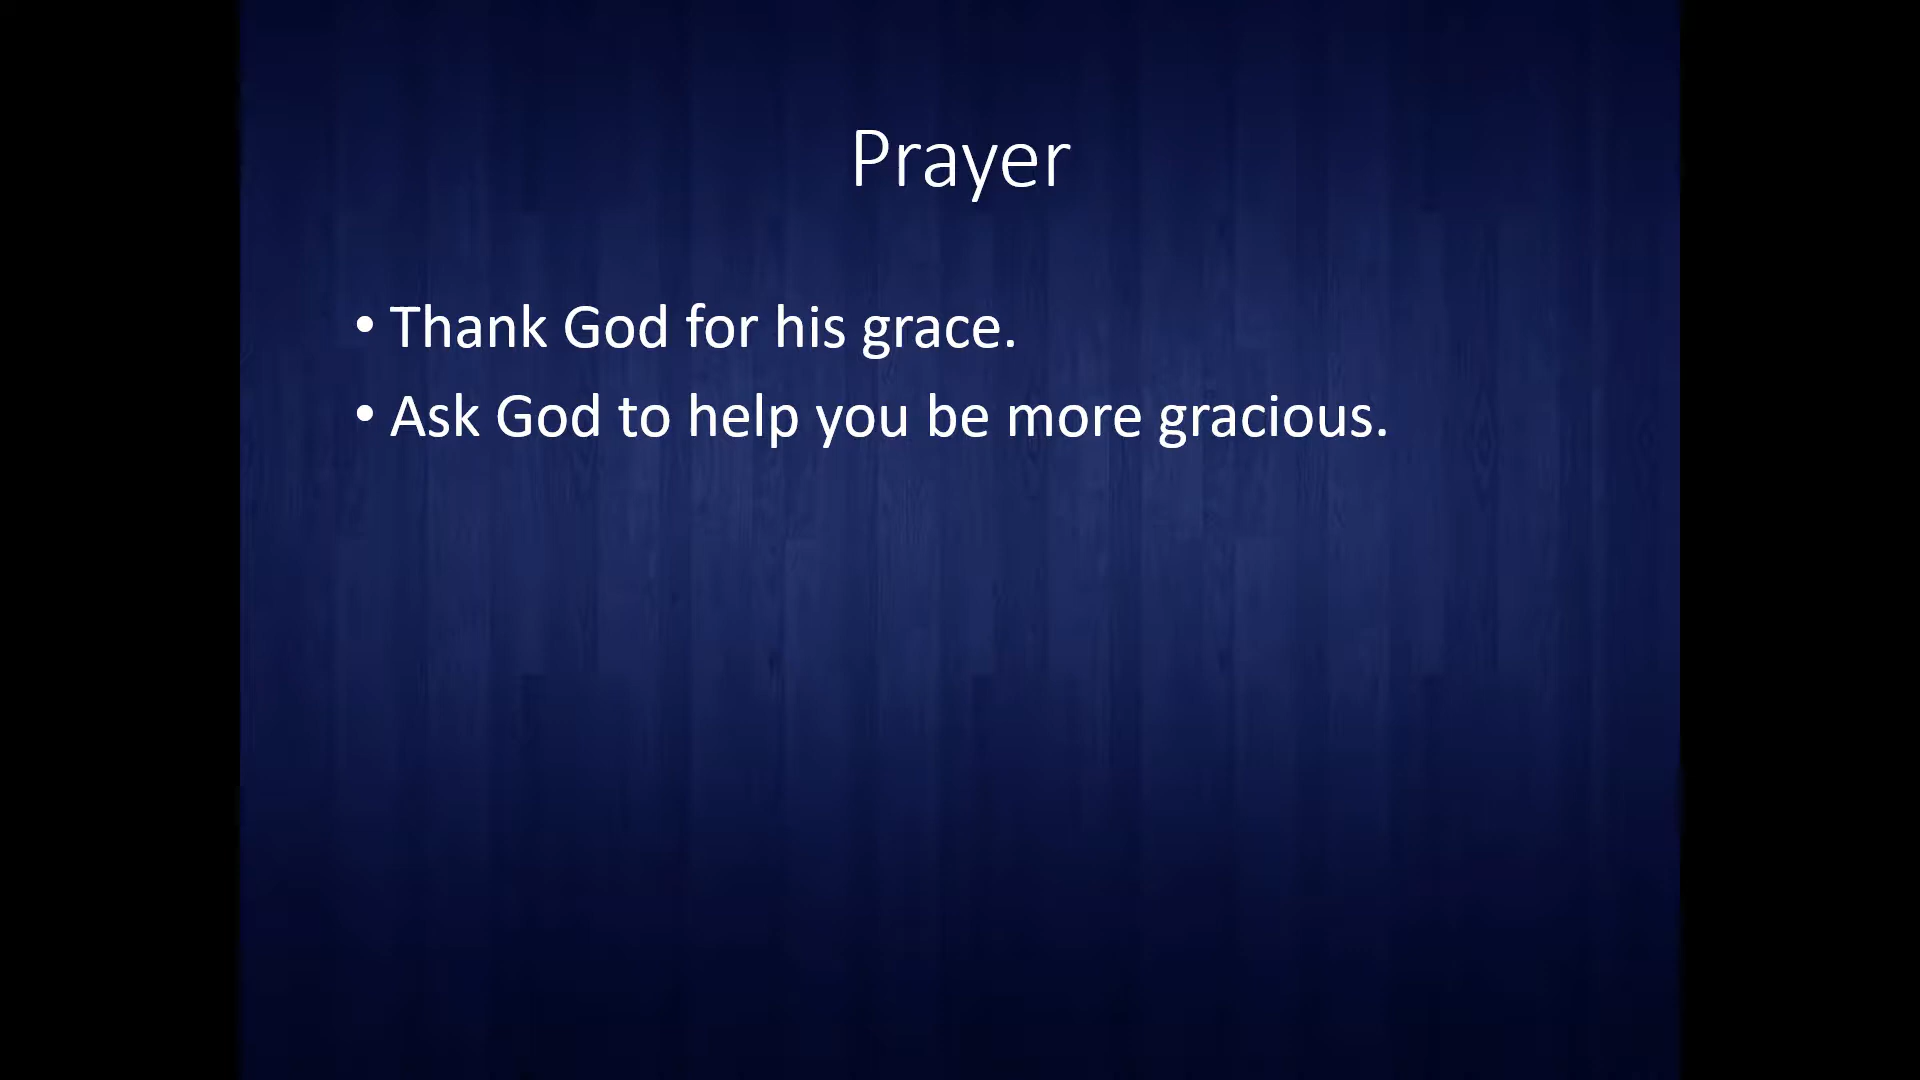 Prayer
• Thank God for his grace.
• Ask God to help you be more gracious.